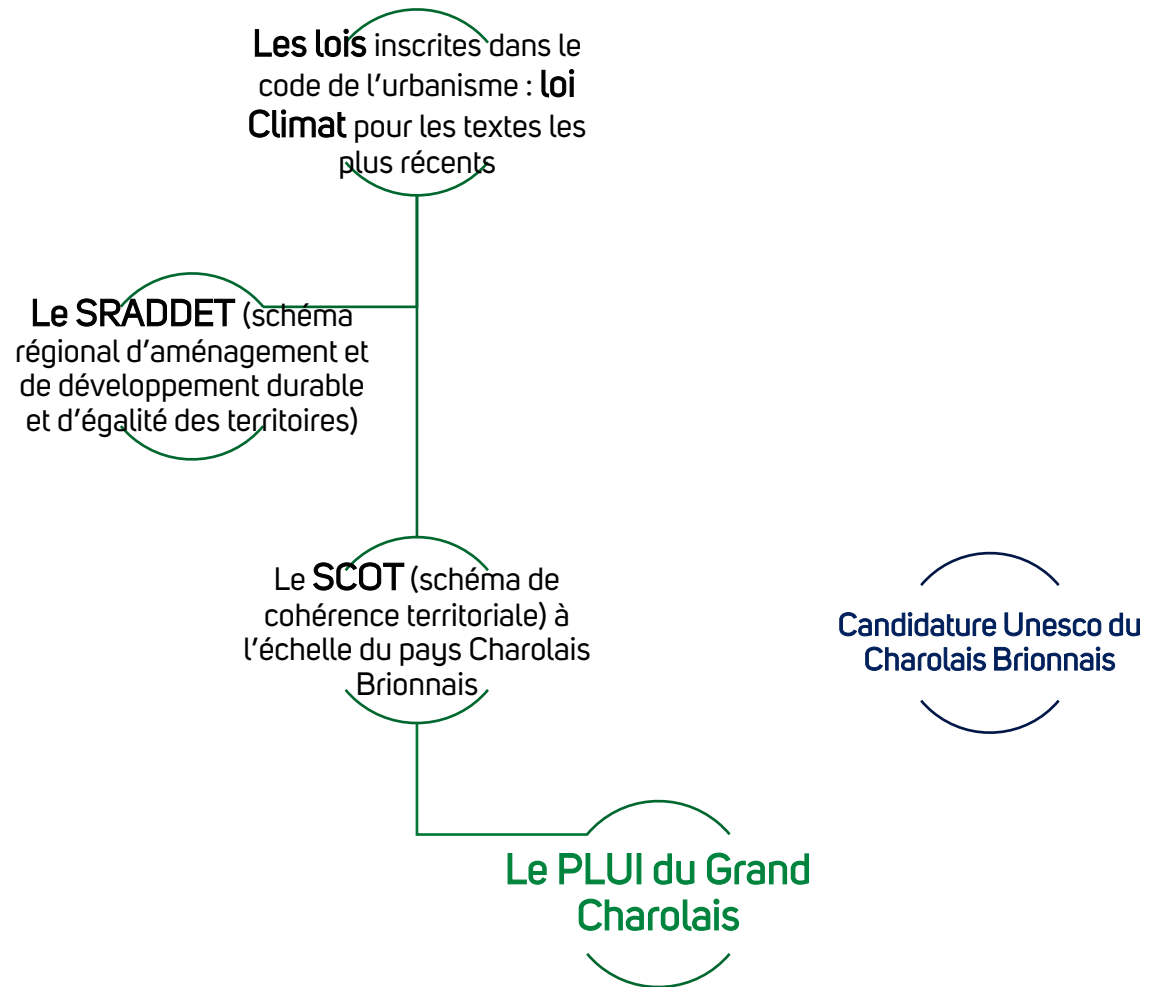 Les lois inscrites dans le
code de l’urbanisme : loi
Climat pour les textes les
plus récents
Le SRADDET (schéma
régional d’aménagement et
de développement durable
et d’égalité des territoires)
Le SCOT (schéma de
cohérence territoriale) à
l’échelle du pays Charolais
Brionnais
Candidature Unesco du
Charolais Brionnais
Le PLUI du Grand
Charolais